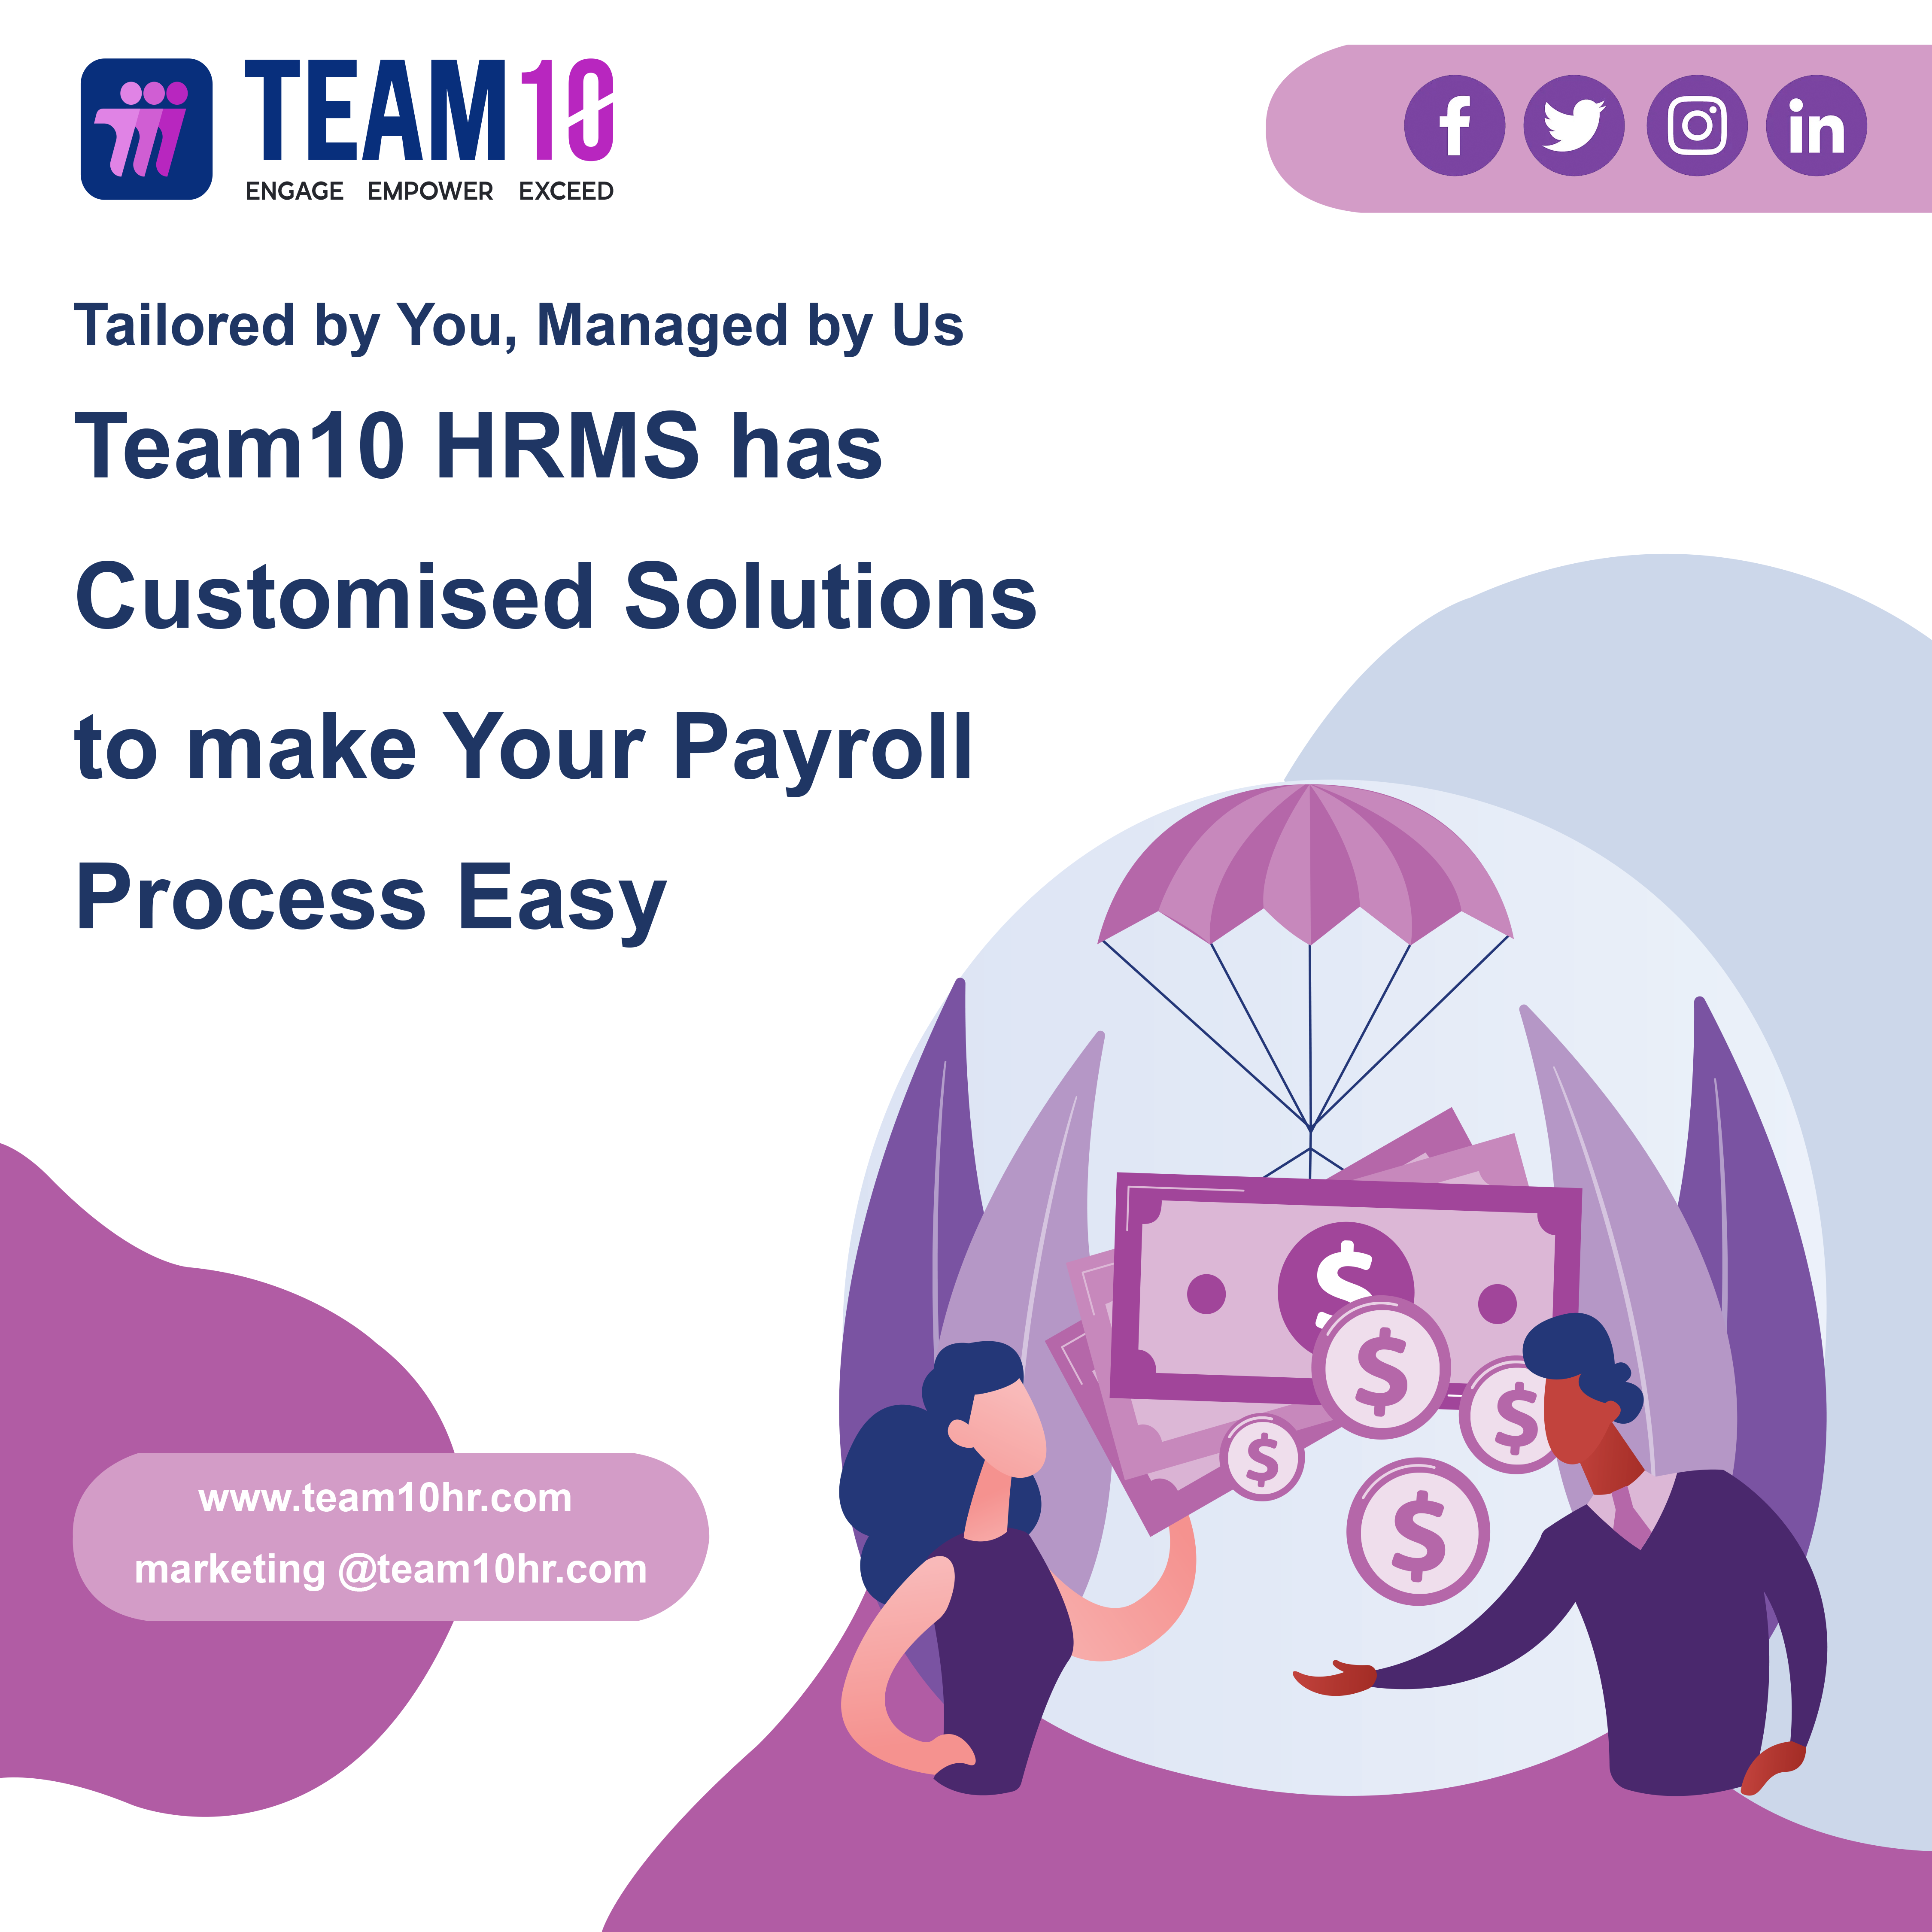 TEAM10
ENGAGE EMPOWER EXCEED
Tailored by You, Managed by Us
Team10 HRMS has
Customised Solutions
to make Your Payroll
Process Easy
$
$
$
$
$
www.team10hr.com
marketing @team10hr.com